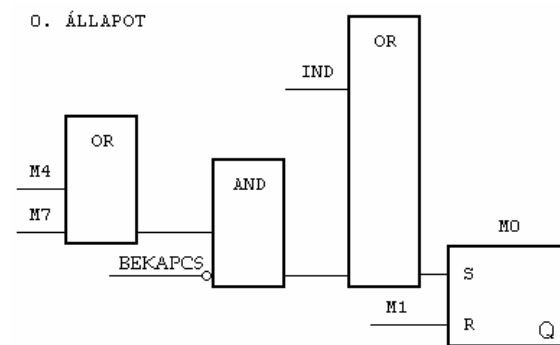 0. ÁLLAPOT
OR
IND
OR
M4
AND
M7
M0
BEKAPCS
S
M1
R
Q